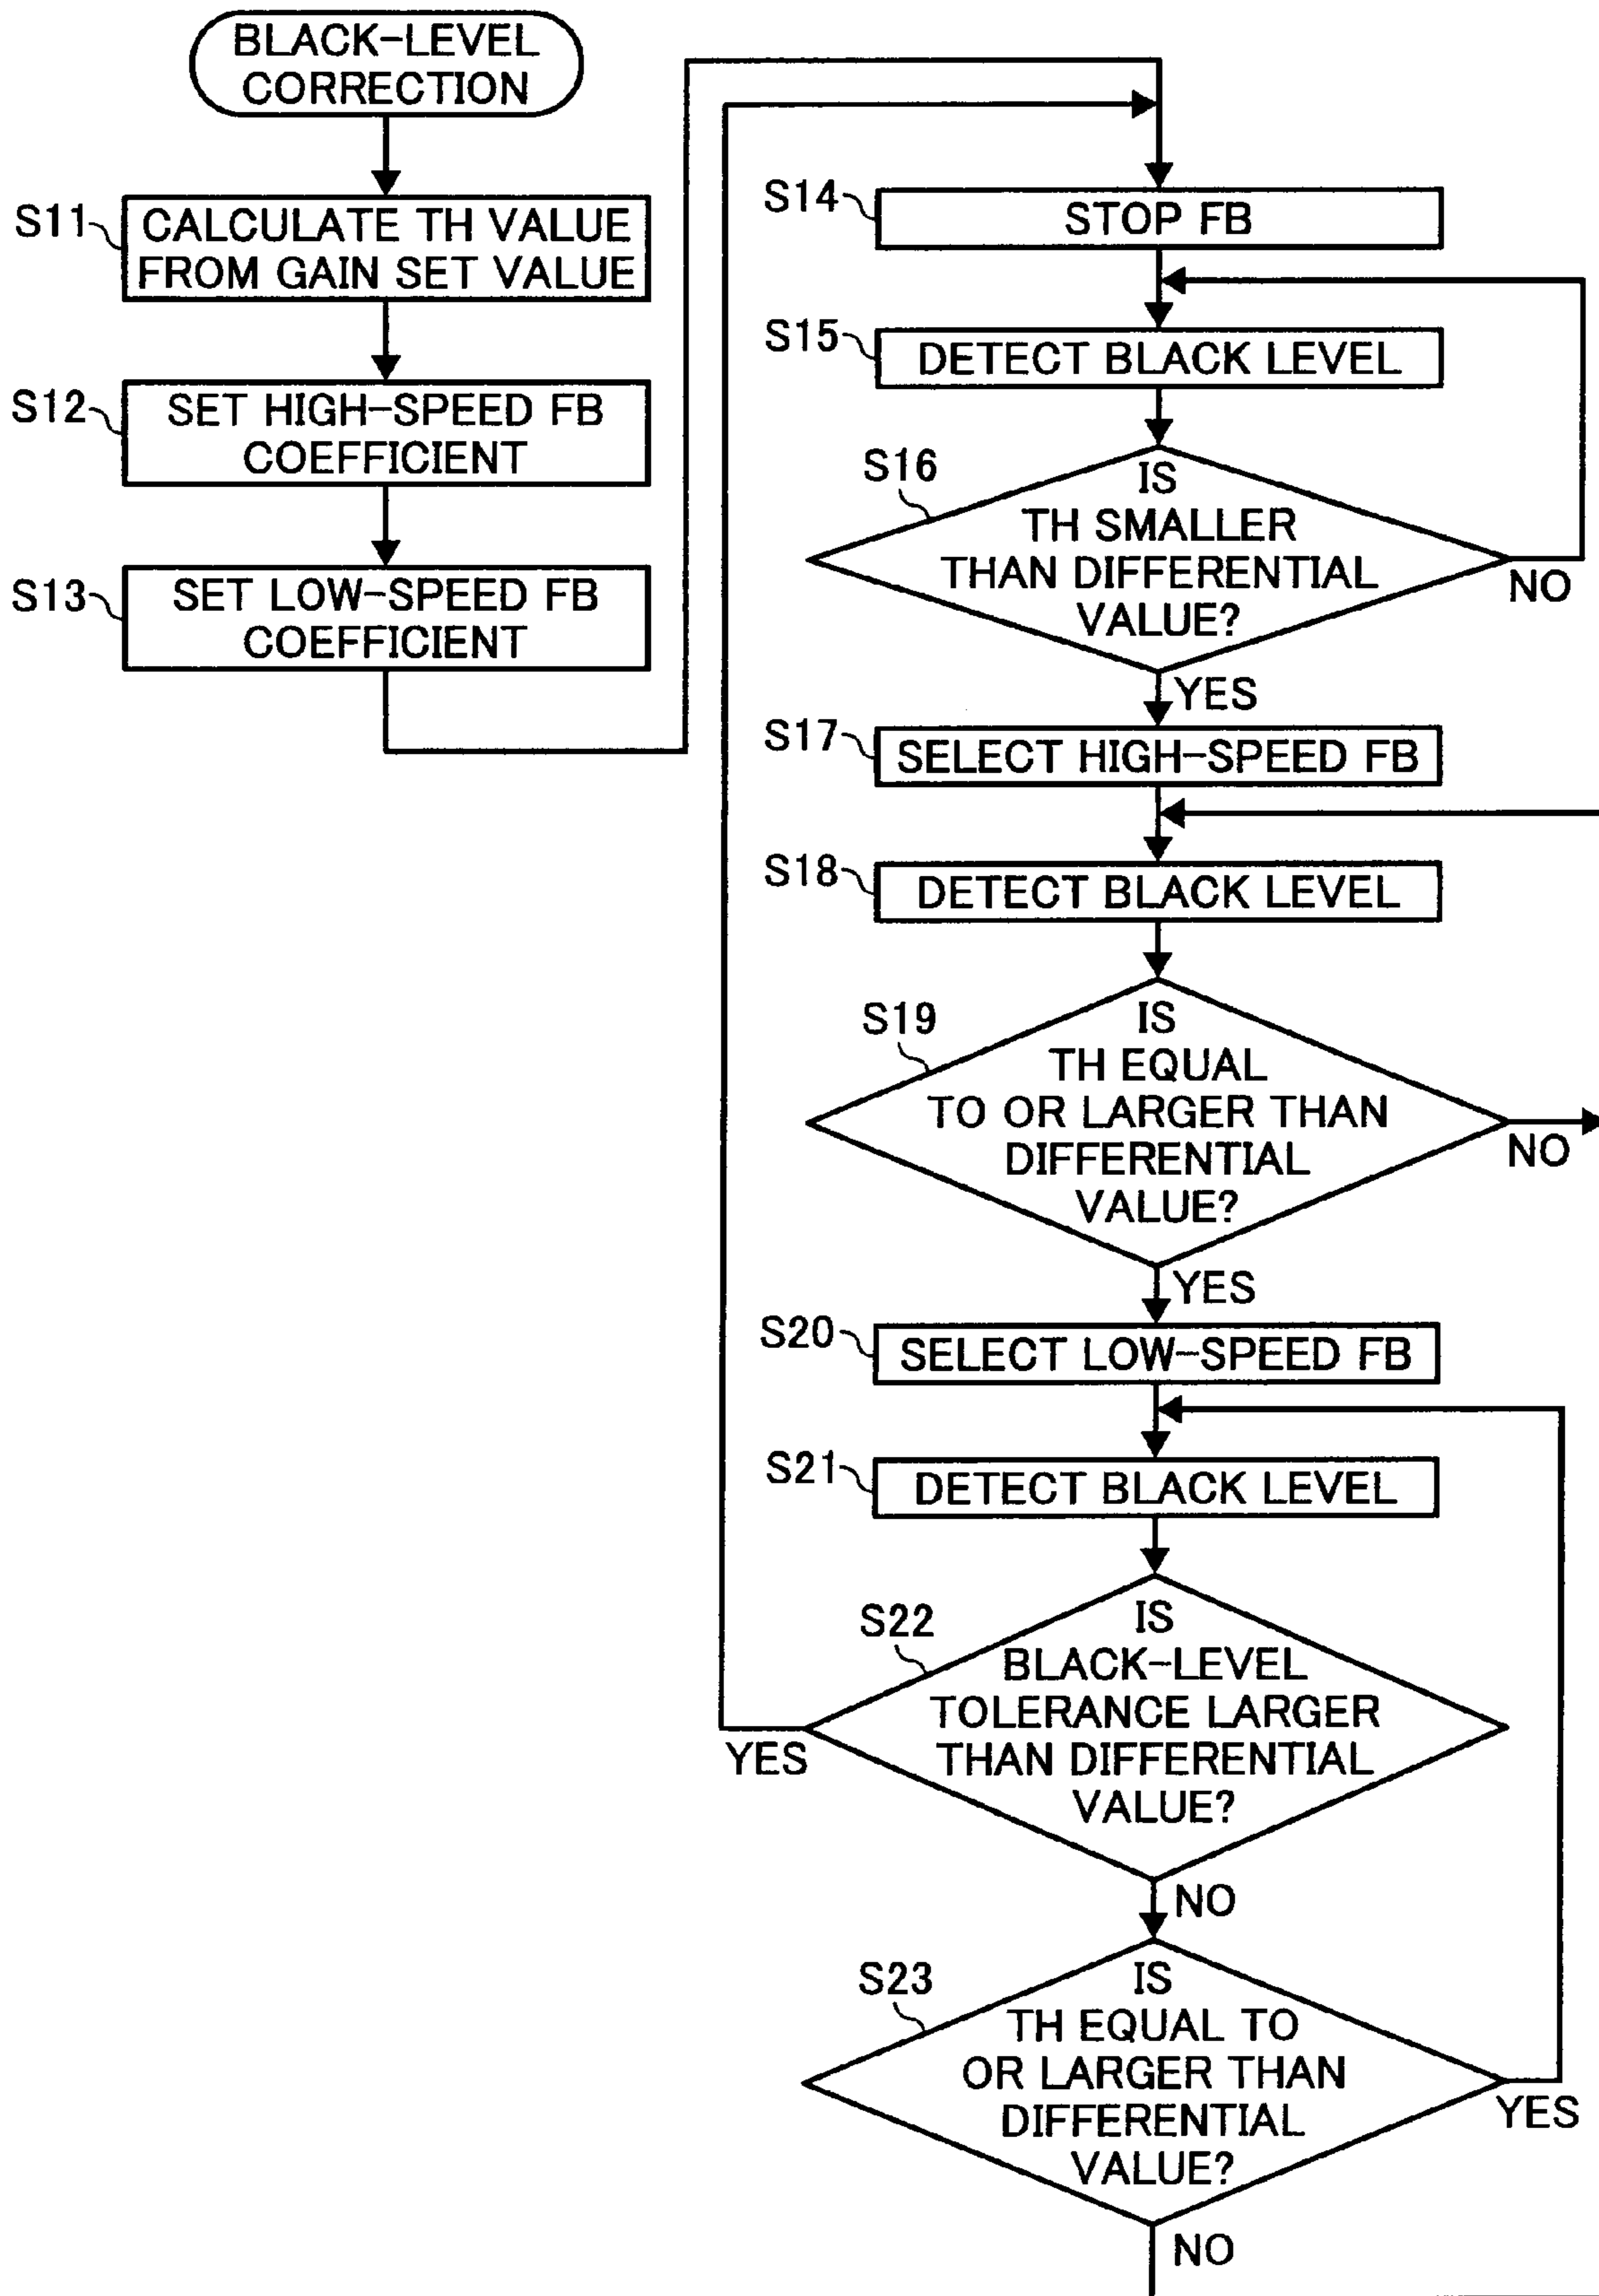 BLACK-LEVEL
CORRECTION
S11
CALCULATE TH VALUE
FROM GAIN SET VALUE
S12
SET HIGH-SPEED FB
COEFFICIENT
S13
SET LOW-SPEED FB
COEFFICIENT
S14
STOP FB
S15
DETECT BLACK LEVEL
S16
IS
TH SMALLER
THAN DIFFERENTIAL
VALUE?
NO
YES
S17
SELECT HIGH-SPEED FB
S18
DETECT BLACK LEVEL
S19
IS
TH EQUAL
TO OR LARGER THAN
DIFFERENTIAL
VALUE?
NO
YES
S20
SELECT LOW-SPEED FB
S21
DETECT BLACK LEVEL
S22
IS
BLACK-LEVEL
TOLERANCE LARGER
THAN DIFFERENTIAL
VALUE?
YES
NO
S23
IS
TH EQUAL TO
OR LARGER THAN
DIFFERENTIAL
VALUE?
YES
NO